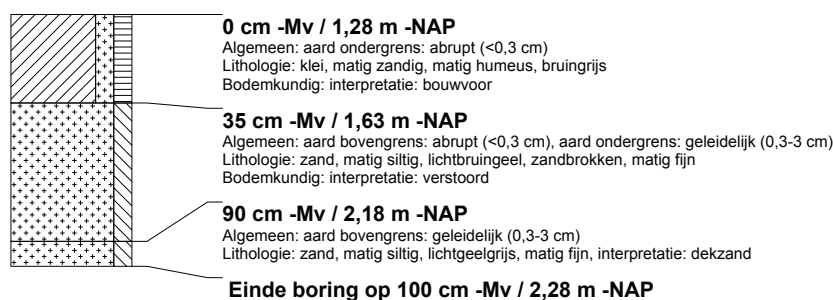 0 cm -Mv / 1,28 m -NAP
Algemeen: aard ondergrens: abrupt (<0,3 cm)
Lithologie: klei, matig zandig, matig humeus, bruingrijs
Bodemkundig: interpretatie: bouwvoor
35 cm -Mv / 1,63 m -NAP
Algemeen: aard bovengrens: abrupt (<0,3 cm), aard ondergrens: geleidelijk (0,3-3 cm)
Lithologie: zand, matig siltig, lichtbruingeel, zandbrokken, matig fijn
Bodemkundig: interpretatie: verstoord
90 cm -Mv / 2,18 m -NAP
Algemeen: aard bovengrens: geleidelijk (0,3-3 cm)
Lithologie: zand, matig siltig, lichtgeelgrijs, matig fijn, interpretatie: dekzand
Einde boring op 100 cm -Mv / 2,28 m -NAP